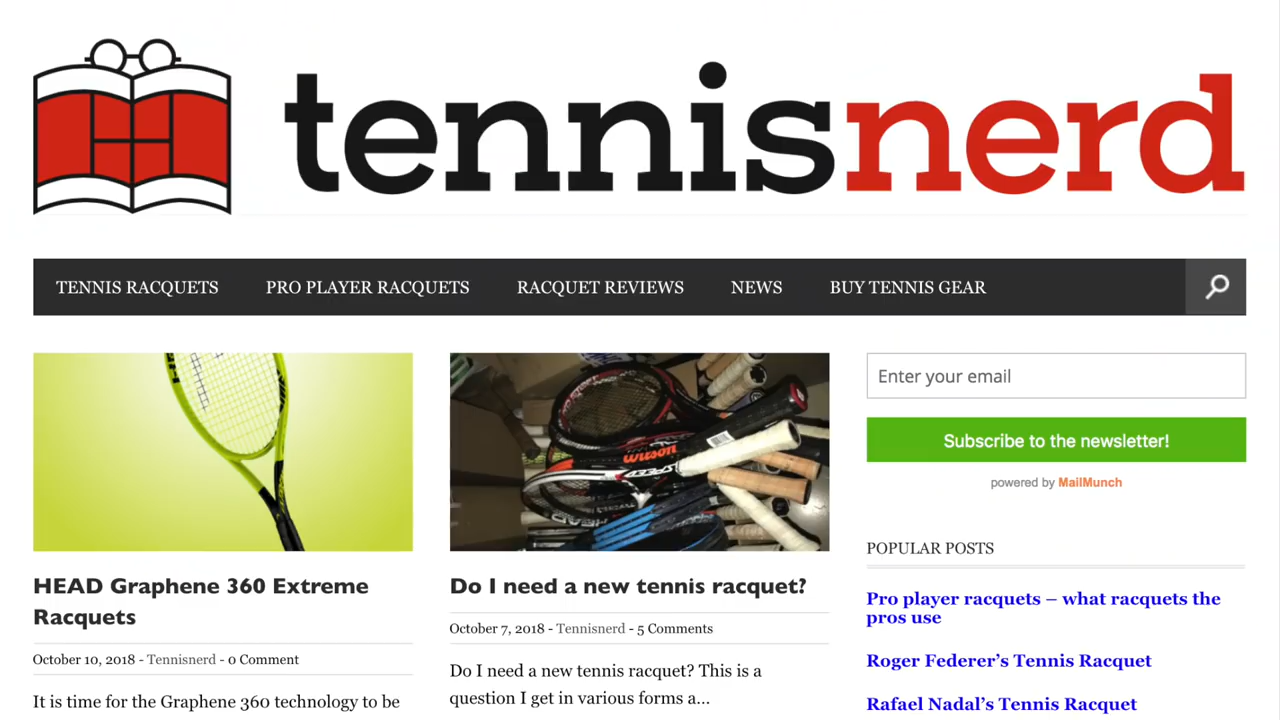 tennisnerd
TENNIS RACQUETS
PRO PLAYER RACQUETS
RACQUET REVIEWS
NEWS
BUY TENNIS GEAR
HEAD Graphene 360 Extreme
Racquets
October 10, 2018 - Tennisnerd - 0 Comment
It is time for the Graphene 360 technology to be
wilson
SPEED
HEAD
Do I need a new tennis racquet?
October 7, 2018 - Tennisnerd - 5 Comments
Do I need a new tennis racquet? This is a
question I get in various forms a...
Enter your email
Subscribe to the newsletter!
powered by MailMunch
POPULAR POSTS
Pro player racquets – what racquets the
pros use
Roger Federer’s Tennis Racquet
Rafael Nadal’s Tennis Racquet